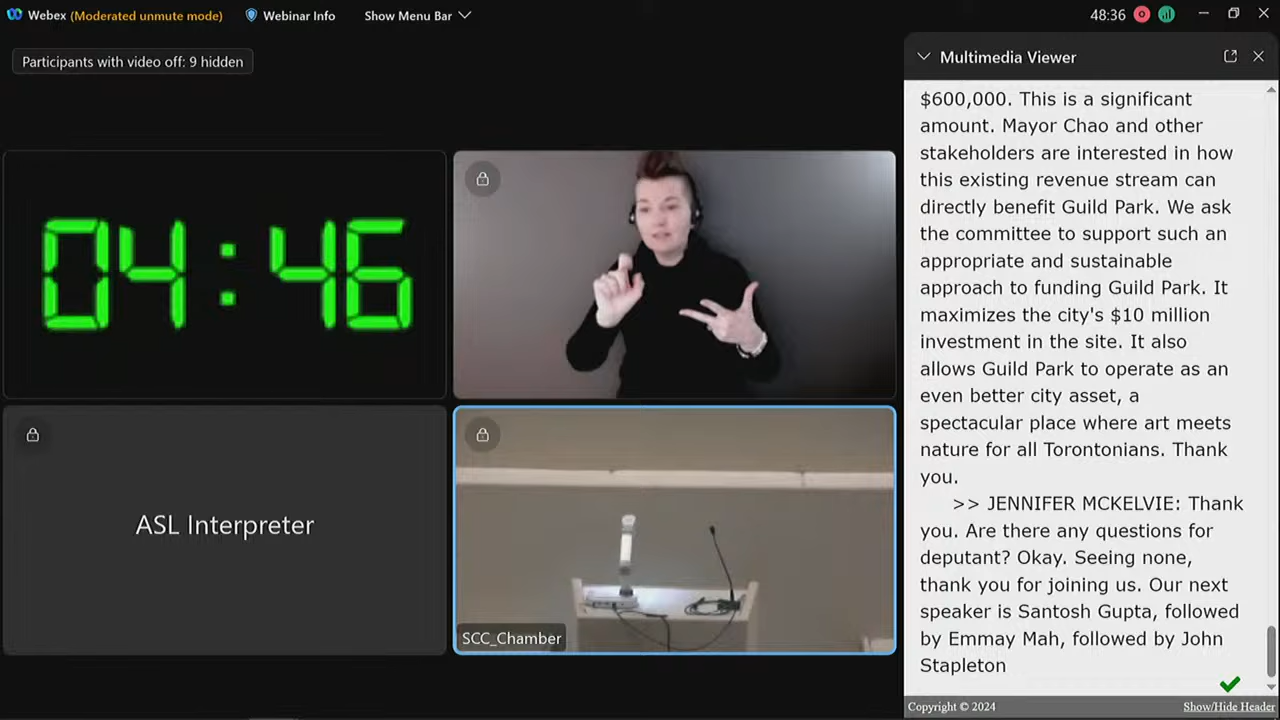 Webex (Moderated unmute mode) Webinar Info Show Menu Bar 48:36
Participants with video off: 9 hidden
04:46
ASL Interpreter
SCC_Chamber
Multimedia Viewer
$600,000. This is a significant
amount. Mayor Chao and other
stakeholders are interested in how
this existing revenue stream can
directly benefit Guild Park. We ask
the committee to support such an
appropriate and sustainable
approach to funding Guild Park. It
maximizes the city's $10 million
investment in the site. It also
allows Guild Park to operate as an
even better city asset, a
spectacular place where art meets
nature for all Torontonians. Thank
you.
>> JENNIFER MCKELVIE: Thank
you. Are there any questions for
deputant? Okay. Seeing none,
thank you for joining us. Our next
speaker is Santosh Gupta, followed
by Emmay Mah, followed by John
Stapleton
Copyright © 2024 Show/Hide Header